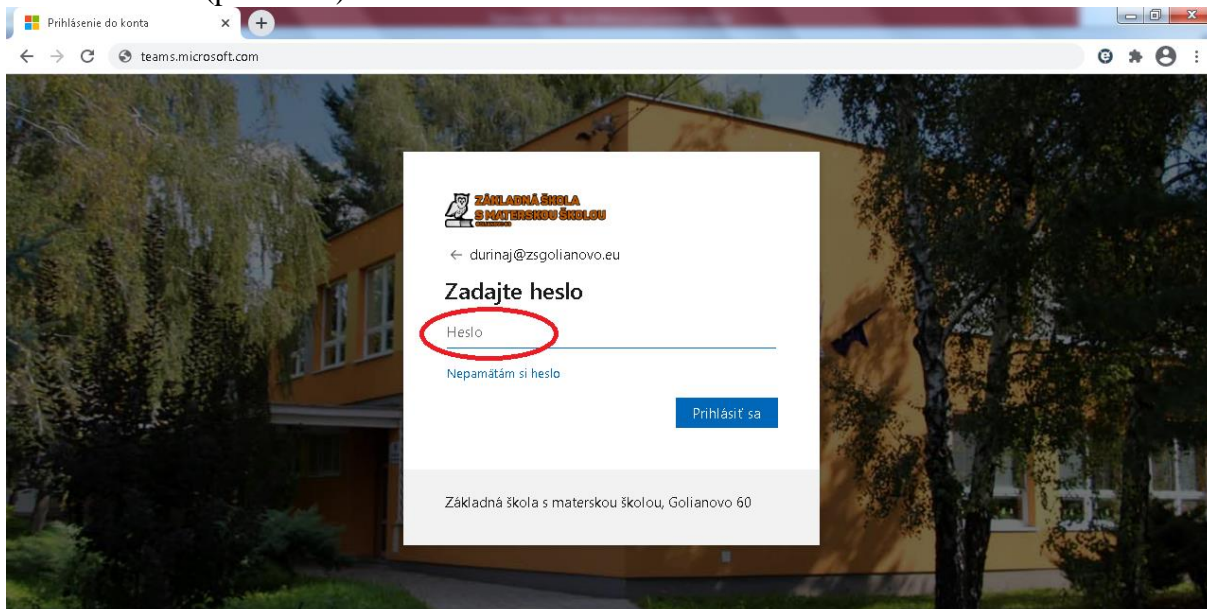 Prihlásenie do konta
teams.microsoft.com
ZÁKLADNÁ ŠKOLA
S MATERSKOU ŠKOLOU
durinaj@zsgolianovo.eu
Zadajte heslo
Heslo
Nepamätám si heslo
Prihlásiť sa
Základná škola s materskou školou, Golianovo 60